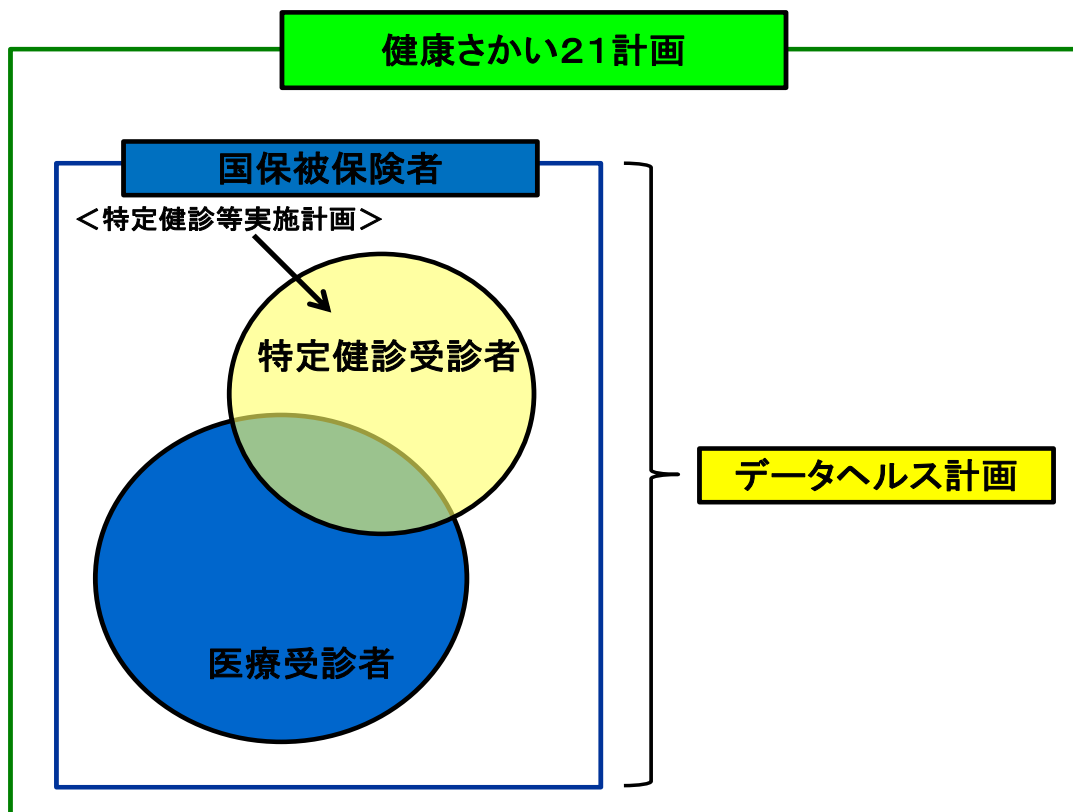 健康さかい２１計画
国保被保険者
＜特定健診等実施計画＞
特定健診受診者
データヘルス計画
医療受診者